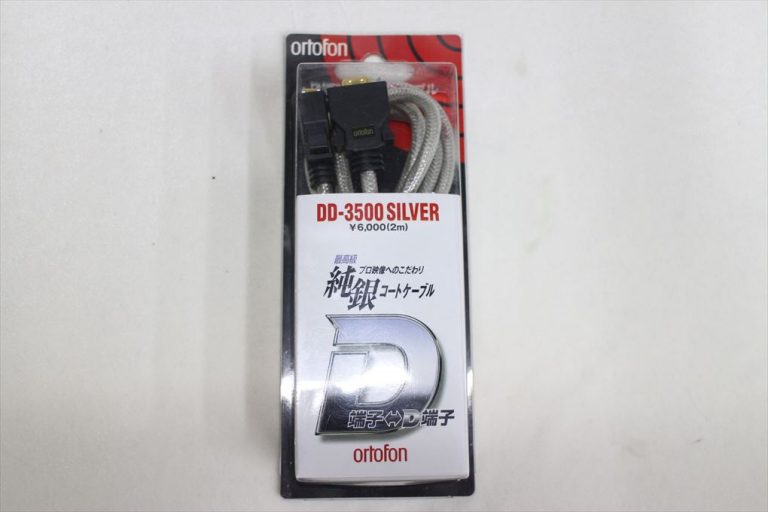 ortofon
ortofon
DD-3500 SILVER
¥6,000(2m)
最高級
プロ映像へのこだわり
純銀コートケーブル
D
端子⇔D端子
ortofon